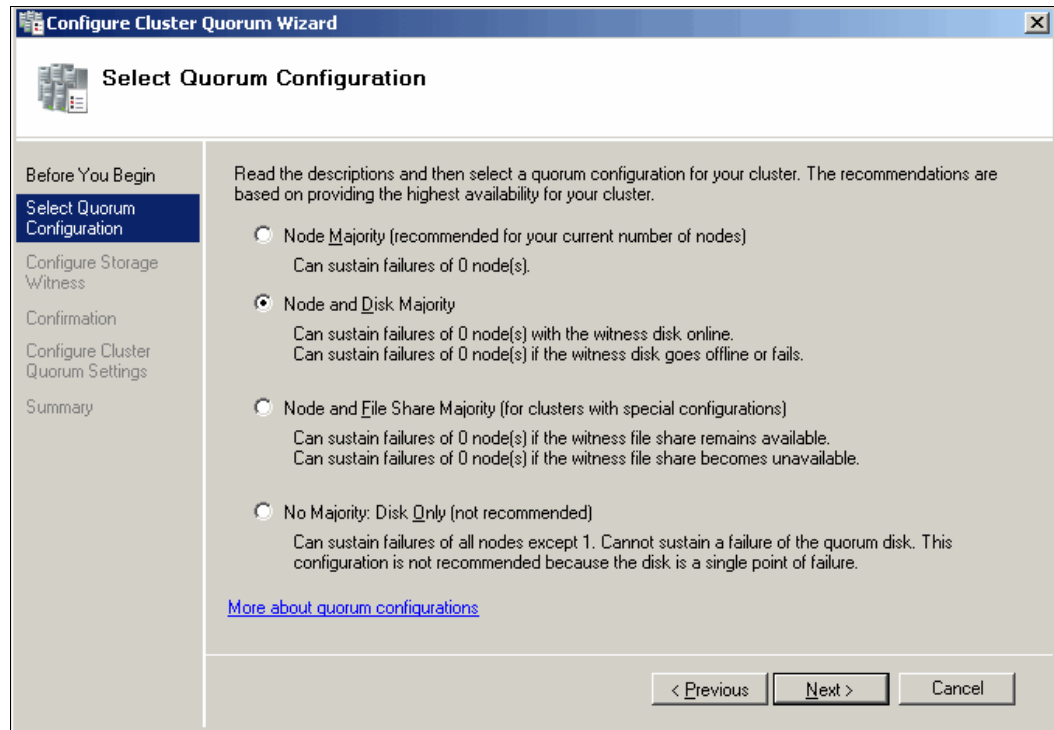 Configure Cluster Quorum Wizard
Select Quorum Configuration
Before You Begin
Select Quorum
Configuration
Configure Storage
Witness
Confirmation
Configure Cluster
Quorum Settings
Summary
Read the descriptions and then select a quorum configuration for your cluster. The recommendations are
based on providing the highest availability for your cluster.
Node Majority (recommended for your current number of nodes)
Can sustain failures of 0 node(s).
Node and Disk Majority
Can sustain failures of 0 node(s) with the witness disk online.
Can sustain failures of 0 node(s) if the witness disk goes offline or fails.
Node and File Share Majority (for clusters with special configurations)
Can sustain failures of 0 node(s) if the witness file share remains available.
Can sustain failures of 0 node(s) if the witness file share becomes unavailable.
No Majority: Disk Only (not recommended)
Can sustain failures of all nodes except 1. Cannot sustain a failure of the quorum disk. This
configuration is not recommended because the disk is a single point of failure.
More about quorum configurations
< Previous
Next >
Cancel